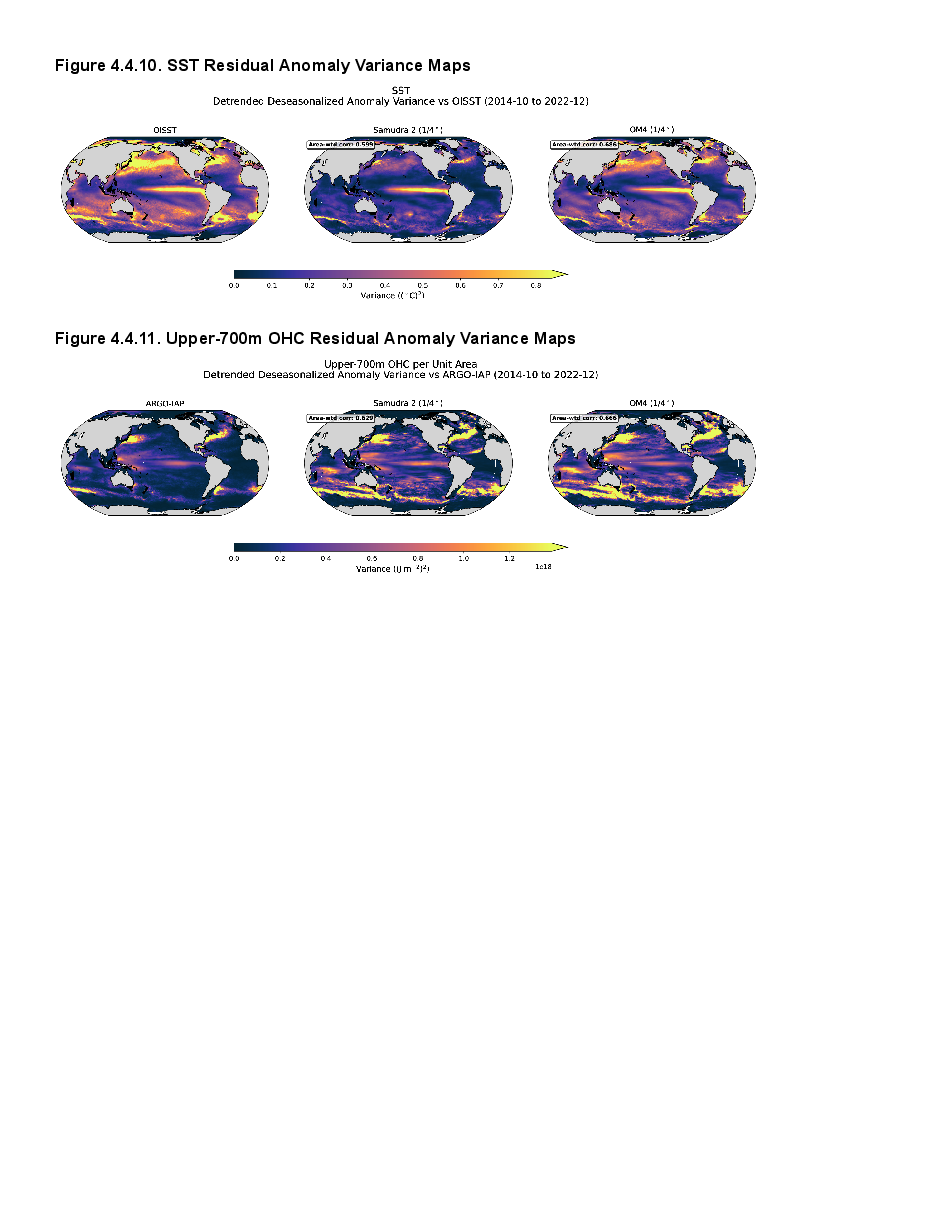 Figure 4.4.10. SST Residual Anomaly Variance Maps
SST
Detrended Deseasonalized Anomaly Variance vs OISST (2014-10 to 2022-12)
OISST
Samudra 2 (1/4°)
OM4 (1/4°)
Area-wtd corr: 0.599
Area-wtd corr: 0.686
0.0 0.1 0.2 0.3 0.4 0.5 0.6 0.7 0.8
Variance ((°C)²)
Figure 4.4.11. Upper-700m OHC Residual Anomaly Variance Maps
Upper-700m OHC per Unit Area
Detrended Deseasonalized Anomaly Variance vs ARGO-IAP (2014-10 to 2022-12)
ARGO-IAP
Samudra 2 (1/4°)
OM4 (1/4°)
Area-wtd corr: 0.629
Area-wtd corr: 0.666
0.0 0.2 0.4 0.6 0.8 1.0 1.2
1e18
Variance ((J m⁻²)²)